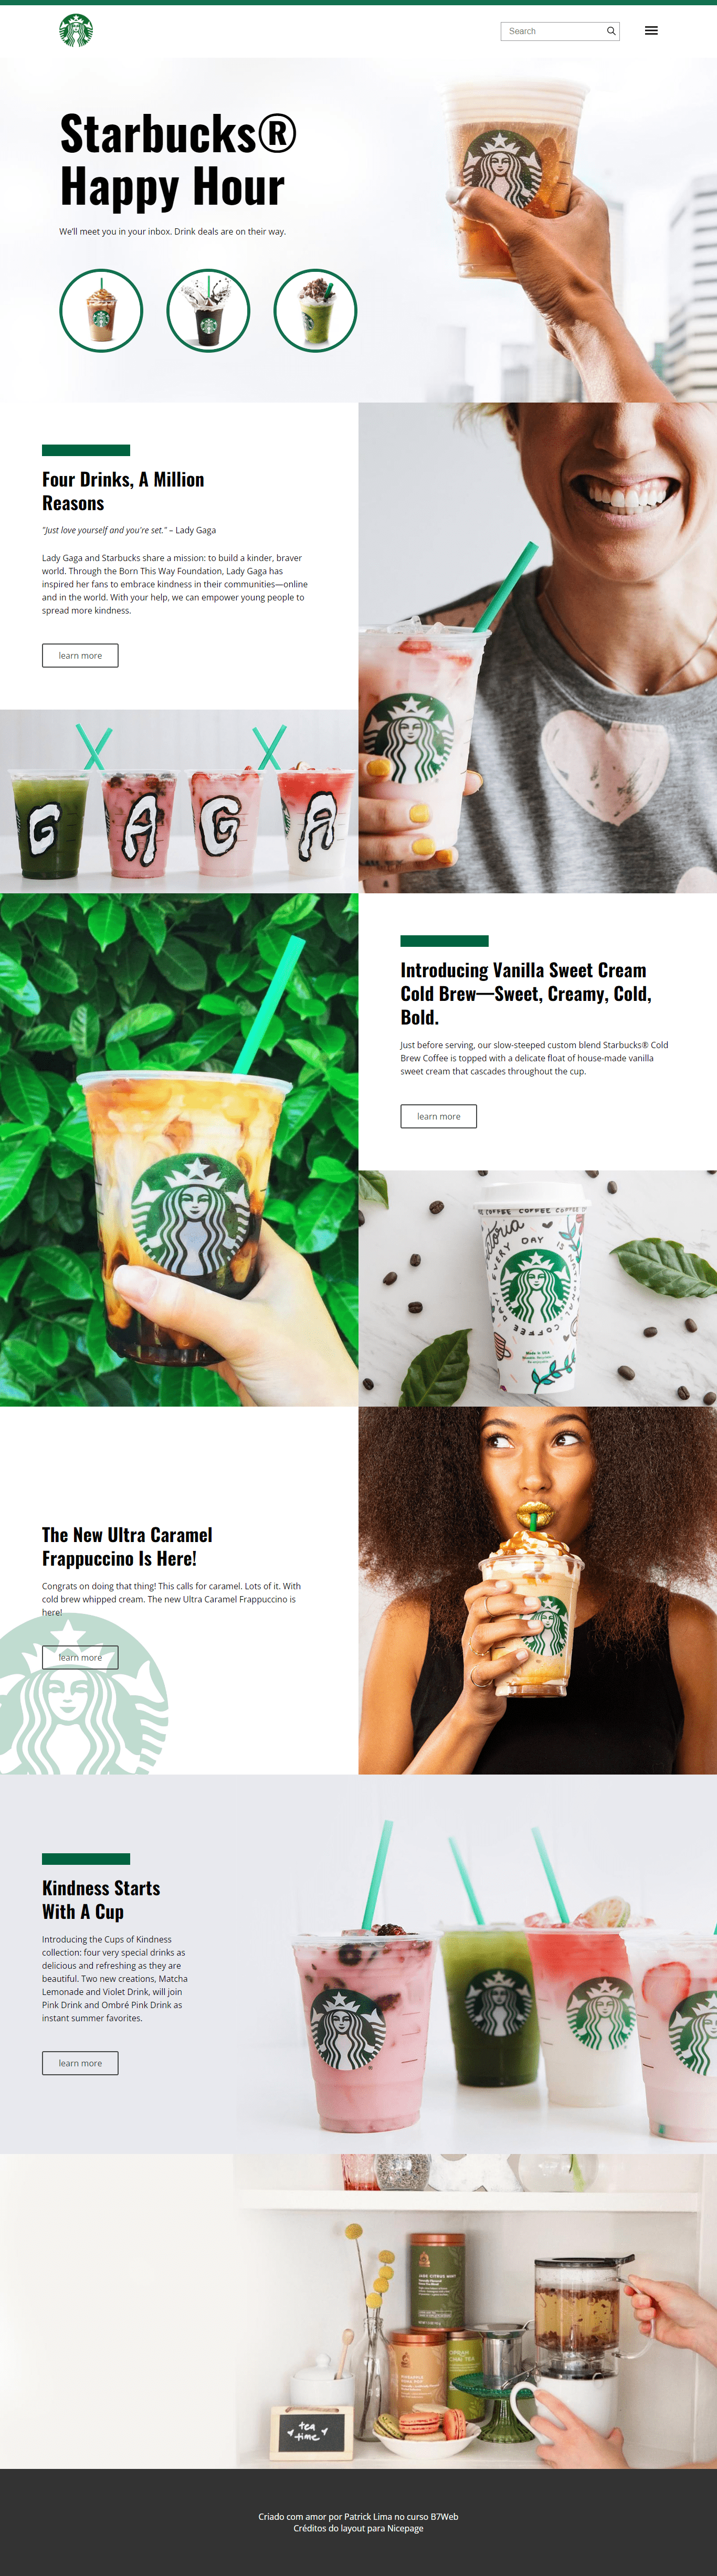 Search
Starbucks®
Happy Hour
We'll meet you in your inbox. Drink deals are on their way.
Four Drinks, A Million
Reasons
"Just love yourself and you're set." – Lady Gaga
Lady Gaga and Starbucks share a mission: to build a kinder, braver
world. Through the Born This Way Foundation, Lady Gaga has
inspired her fans to embrace kindness in their communities—online
and in the world. With your help, we can empower young people to
spread more kindness.
learn more
G A G A
Introducing Vanilla Sweet Cream
Cold Brew—Sweet, Creamy, Cold,
Bold.
Just before serving, our slow-steeped custom blend Starbucks® Cold
Brew Coffee is topped with a delicate float of house-made vanilla
sweet cream that cascades throughout the cup.
learn more
COFFEE COFFEE COFFEE
EVERY DAY
The New Ultra Caramel
Frappuccino Is Here!
Congrats on doing that thing! This calls for caramel. Lots of it. With
cold brew whipped cream. The new Ultra Caramel Frappuccino is
here!
learn more
Kindness Starts
With A Cup
Introducing the Cups of Kindness
collection: four very special drinks as
delicious and refreshing as they are
beautiful. Two new creations, Matcha
Lemonade and Violet Drink, will join
Pink Drink and Ombré Pink Drink as
instant summer favorites.
learn more
JADE CITRUS MINT
CHAI TEA
tea
time
Criado com amor por Patrick Lima no curso B7Web
Créditos do layout para Nicepage